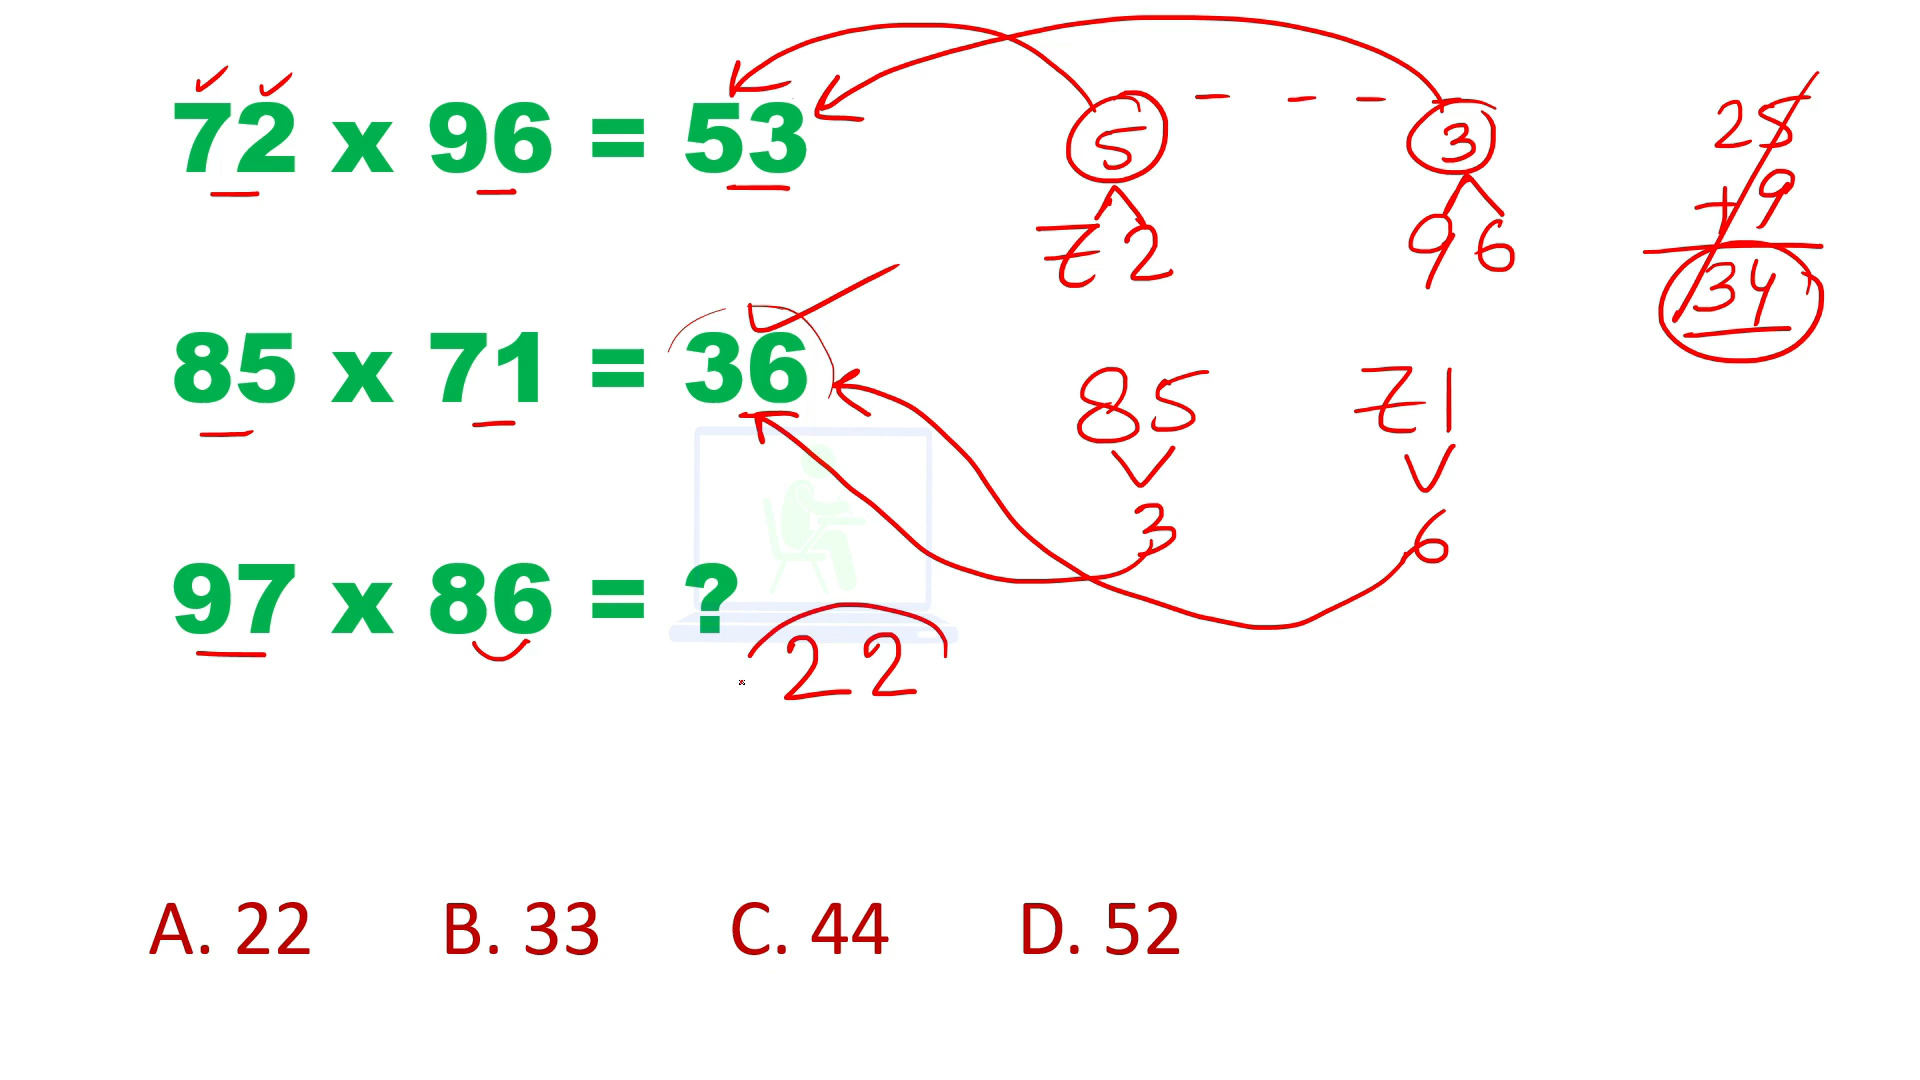 72 x 96 = 53
85 x 71 = 36
97 x 86 = ?
22
5 - - - 3
72 96
85 71
3 6
25
+9
34
A. 22 B. 33 C. 44 D. 52